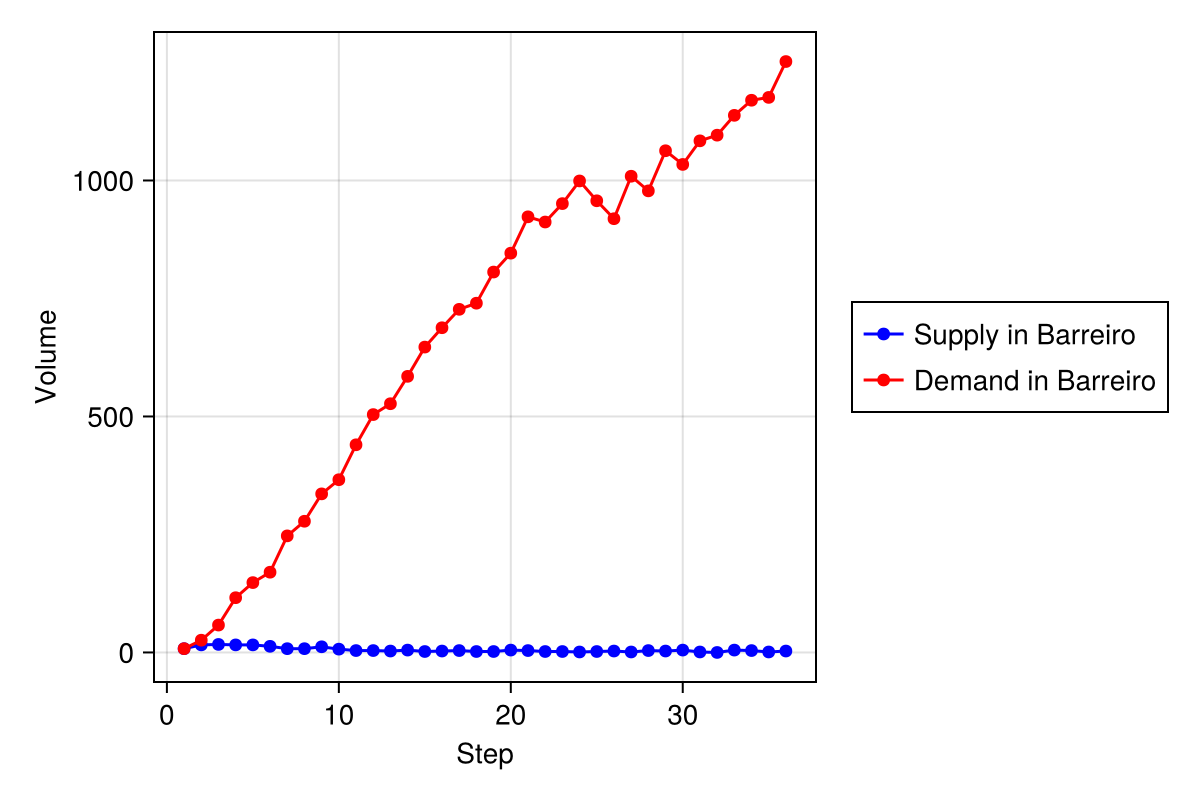 1000
500
0
0 10 20 30
Volume
Step
Supply in Barreiro
Demand in Barreiro